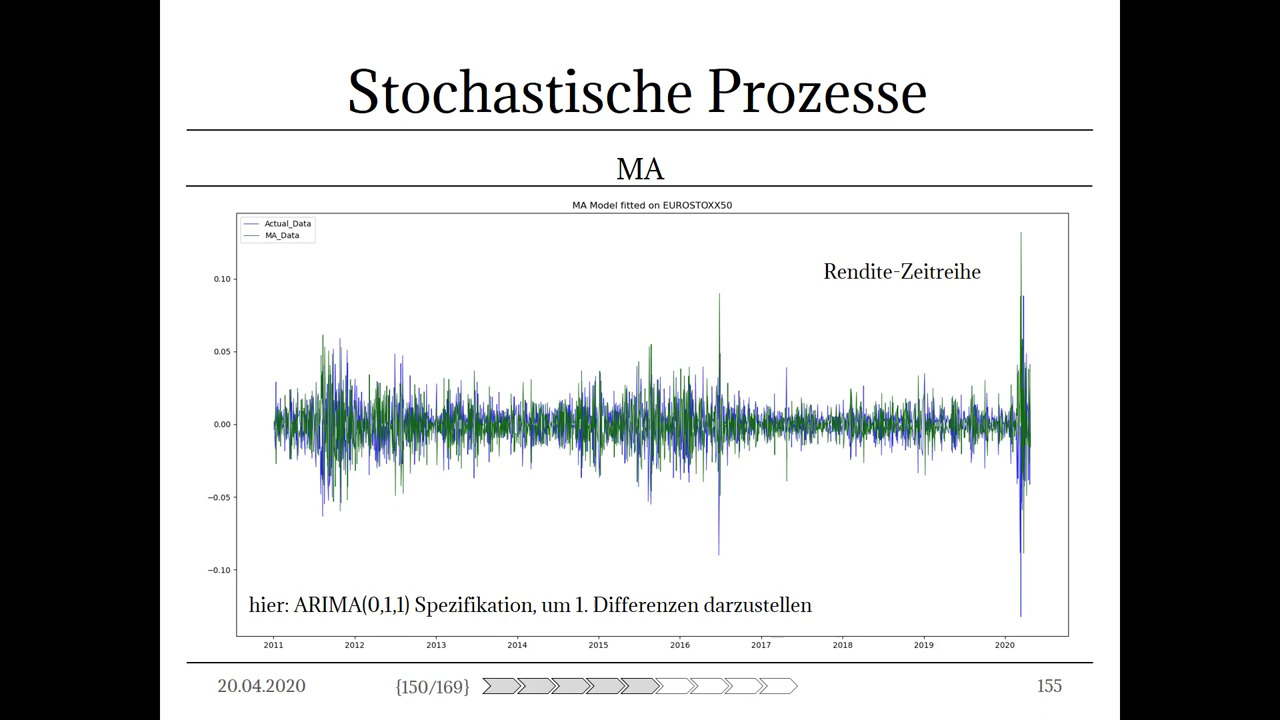 Stochastische Prozesse
MA
MA Model fitted on EUROSTOXX50
Actual_Data
MA_Data
Rendite-Zeitreihe
0.10
0.05
0.00
−0.05
−0.10
hier: ARIMA(0,1,1) Spezifikation, um 1. Differenzen darzustellen
2011 2012 2013 2014 2015 2016 2017 2018 2019 2020
20.04.2020 {150/169} 155